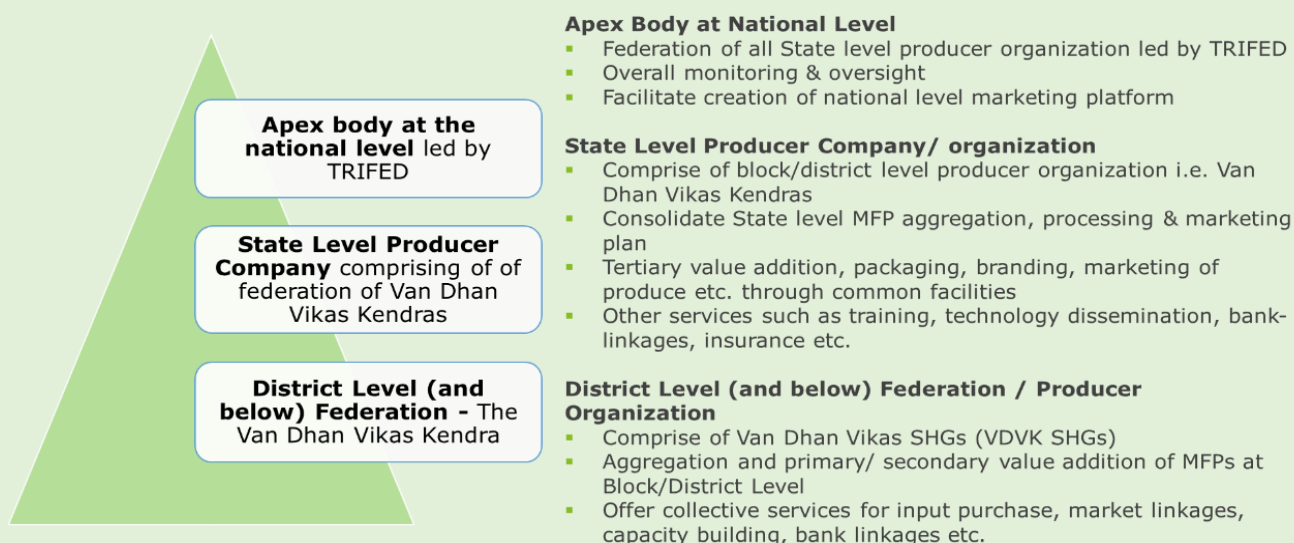 Apex body at the
national level led by
TRIFED
State Level Producer
Company comprising of of
federation of Van Dhan
Vikas Kendras
District Level (and
below) Federation - The
Van Dhan Vikas Kendra
Apex Body at National Level
▪ Federation of all State level producer organization led by TRIFED
▪ Overall monitoring & oversight
▪ Facilitate creation of national level marketing platform
State Level Producer Company/ organization
▪ Comprise of block/district level producer organization i.e. Van
Dhan Vikas Kendras
▪ Consolidate State level MFP aggregation, processing & marketing
plan
▪ Tertiary value addition, packaging, branding, marketing of
produce etc. through common facilities
▪ Other services such as training, technology dissemination, bank-
linkages, insurance etc.
District Level (and below) Federation / Producer
Organization
▪ Comprise of Van Dhan Vikas SHGs (VDVK SHGs)
▪ Aggregation and primary/ secondary value addition of MFPs at
Block/District Level
▪ Offer collective services for input purchase, market linkages,
capacity building, bank linkages etc.